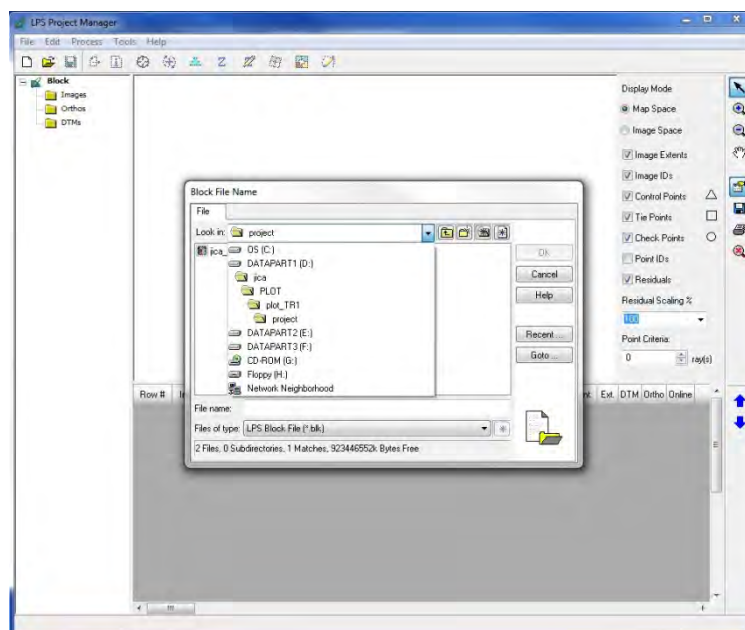 LPS Project Manager
File Edit Process Tools Help
Block
Images
Orthos
DTMs
Display Mode
Map Space
Image Space
Image Extents
Image IDs
Control Points
Tie Points
Check Points
Point IDs
Residuals
Residual Scaling %
100
Point Criteria:
0 ray(s)
Block File Name
File
Look in: project
jica_
OS (C:)
DATAPART1 (D:)
jica
PLOT
plot_TR1
project
DATAPART2 (E:)
DATAPART3 (F:)
CD-ROM (G:)
Floppy (H:)
Network Neighborhood
OK
Cancel
Help
Recent ...
Goto ...
File name:
Files of type: LPS Block File (*.blk)
2 Files, 0 Subdirectories, 1 Matches, 923446552k Bytes Free
Row # Ext. DTM Ortho Online